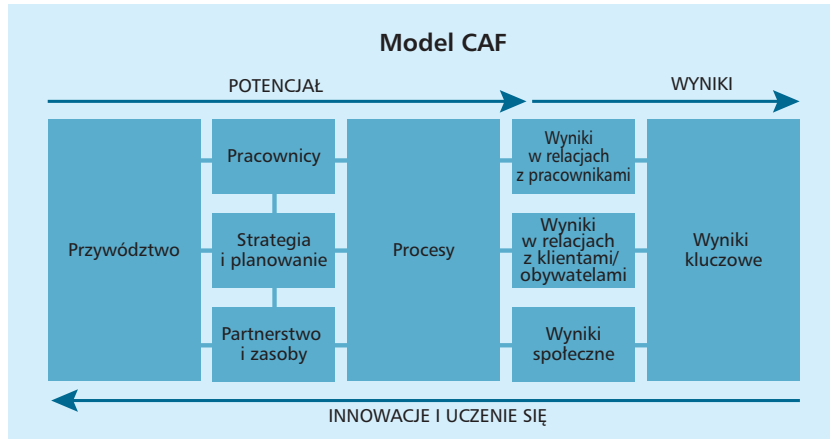 Model CAF
POTENCJAŁ
WYNIKI
Przywództwo
Pracownicy
Strategia
i planowanie
Partnerstwo
i zasoby
Procesy
Wyniki
w relacjach
z pracownikami
Wyniki
w relacjach
z klientami/
obywatelami
Wyniki
społeczne
Wyniki
kluczowe
INNOWACJE I UCZENIE SIĘ